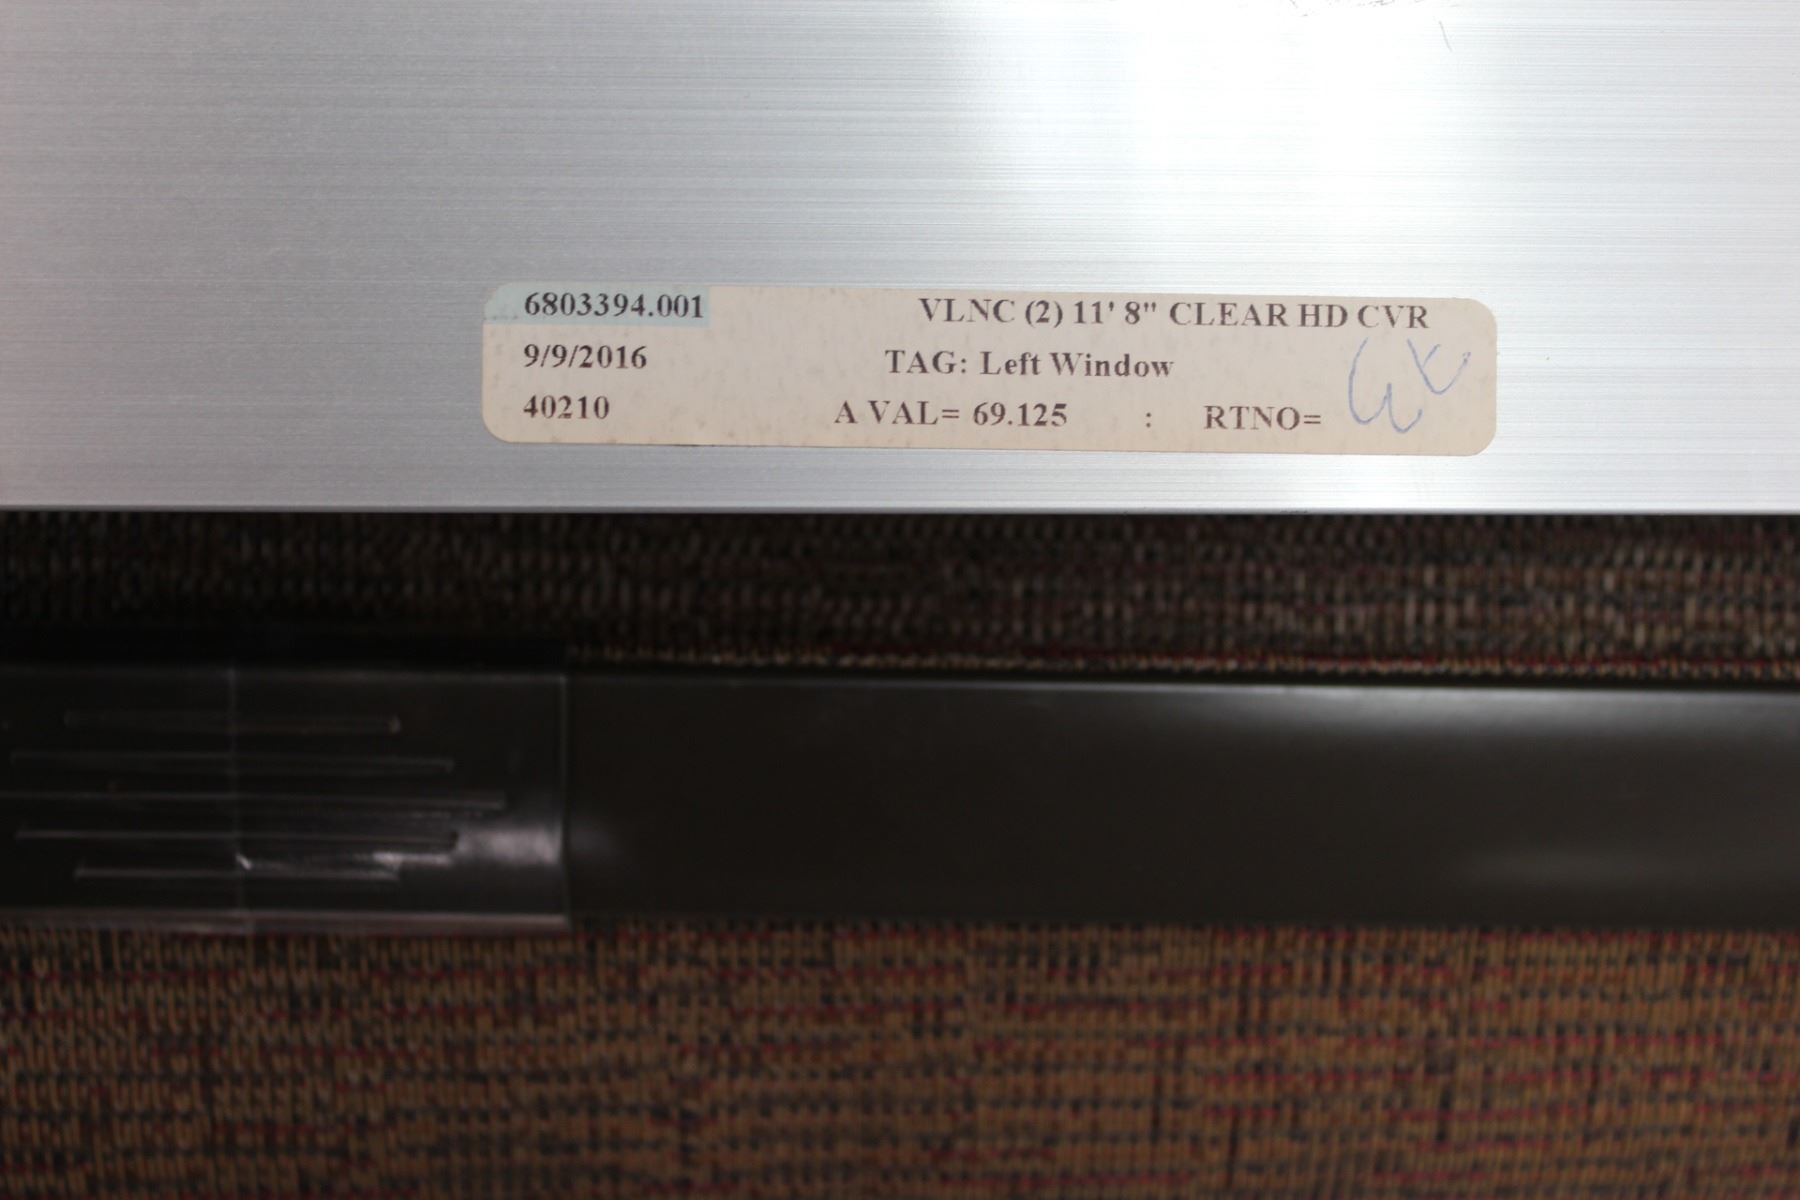 6803394.001 VLNC (2) 11' 8" CLEAR HD CVR
9/9/2016 TAG: Left Window
40210 A VAL= 69.125 : RTNO=